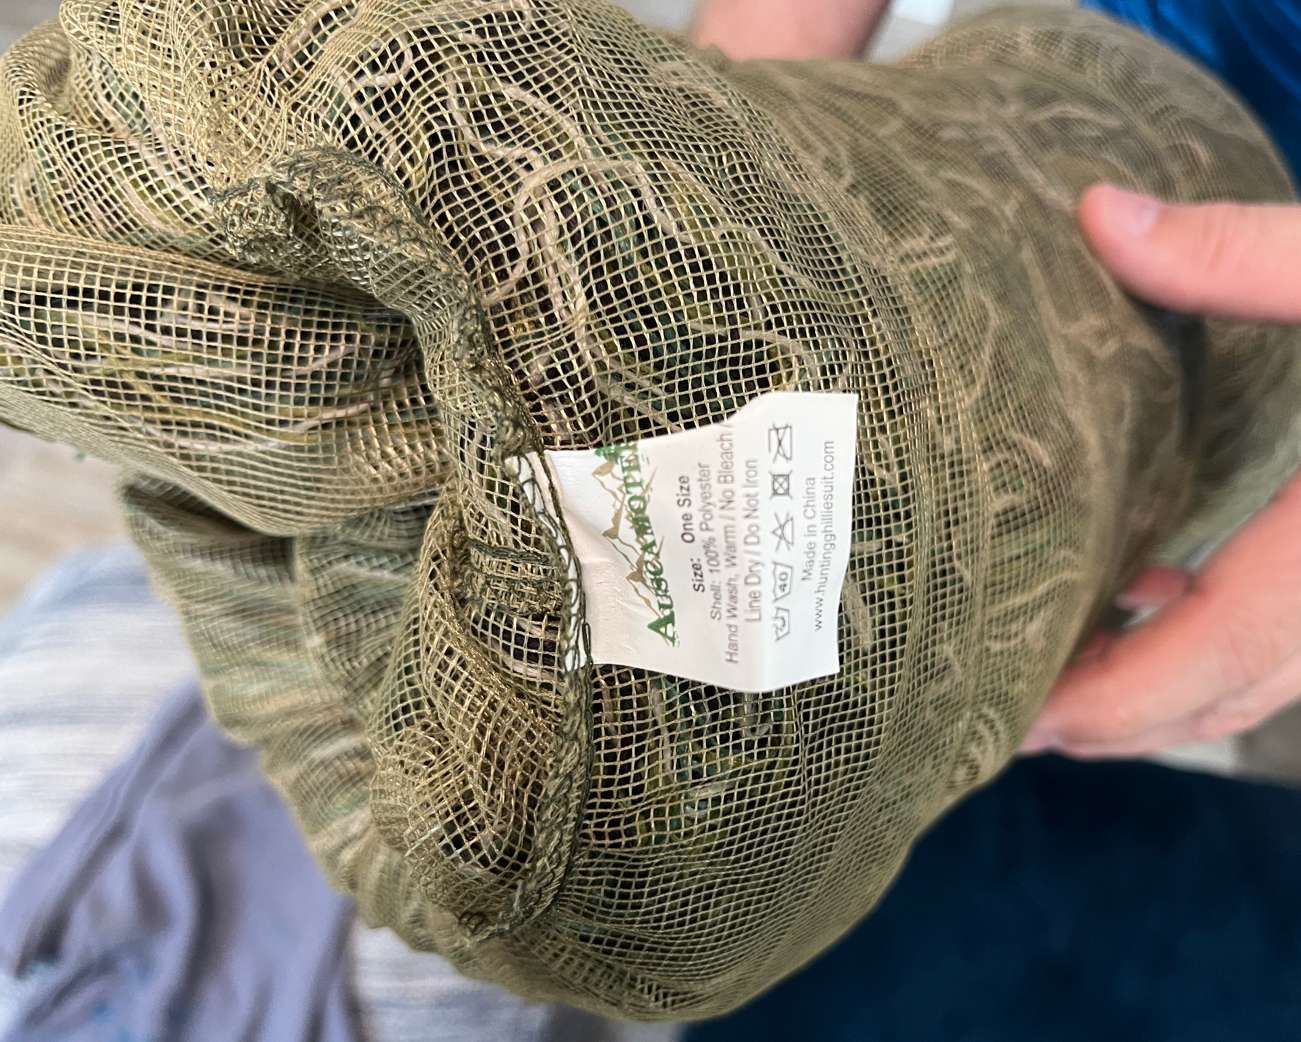 AUSCAMOTEK
Size: One Size
Shell: 100% Polyester
Hand Wash, Warm / No Bleach /
Line Dry / Do Not Iron
40
Made in China
www.huntingghilliesuit.com